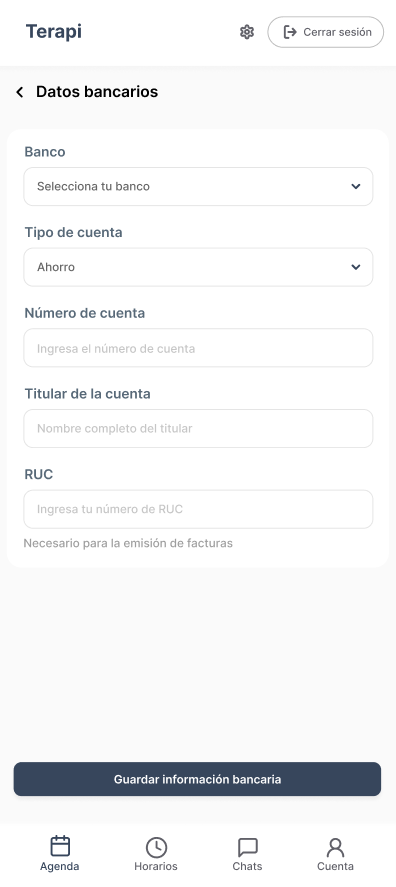 Terapi
Cerrar sesión
Datos bancarios
Banco
Selecciona tu banco
Tipo de cuenta
Ahorro
Número de cuenta
Ingresa el número de cuenta
Titular de la cuenta
Nombre completo del titular
RUC
Ingresa tu número de RUC
Necesario para la emisión de facturas
Guardar información bancaria
Agenda
Horarios
Chats
Cuenta